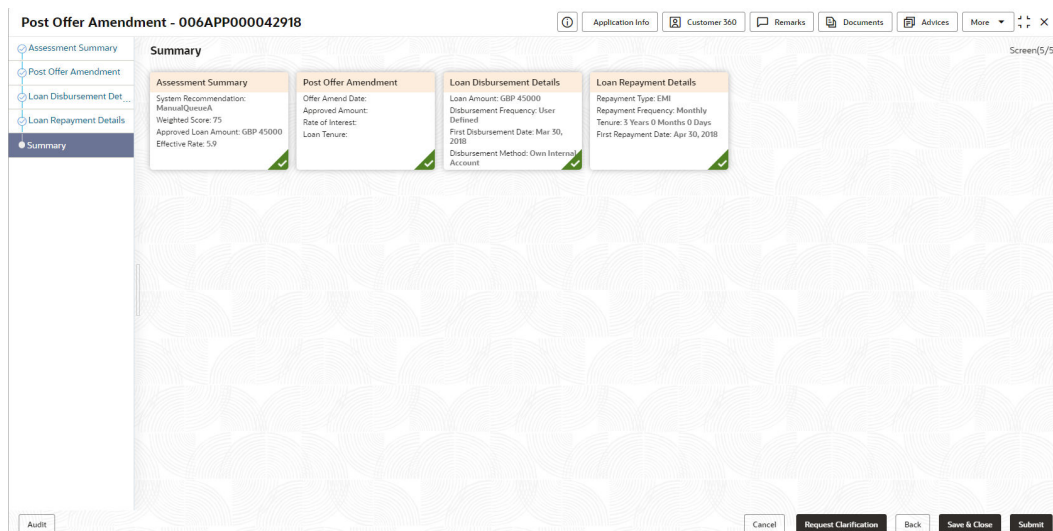 Post Offer Amendment - 006APP000042918
Application Info
Customer 360
Remarks
Documents
Advices
More
Assessment Summary
Post Offer Amendment
Loan Disbursement Det...
Loan Repayment Details
Summary
Summary
Screen(5/5
Assessment Summary
System Recommendation:
ManualQueueA
Weighted Score: 75
Approved Loan Amount: GBP 45000
Effective Rate: 5.9
Post Offer Amendment
Offer Amend Date:
Approved Amount:
Rate of Interest:
Loan Tenure:
Loan Disbursement Details
Loan Amount: GBP 45000
Disbursement Frequency: User
Defined
First Disbursement Date: Mar 30,
2018
Disbursement Method: Own Internal
Account
Loan Repayment Details
Repayment Type: EMI
Repayment Frequency: Monthly
Tenure: 3 Years 0 Months 0 Days
First Repayment Date: Apr 30, 2018
Audit
Cancel
Request Clarification
Back
Save & Close
Submit